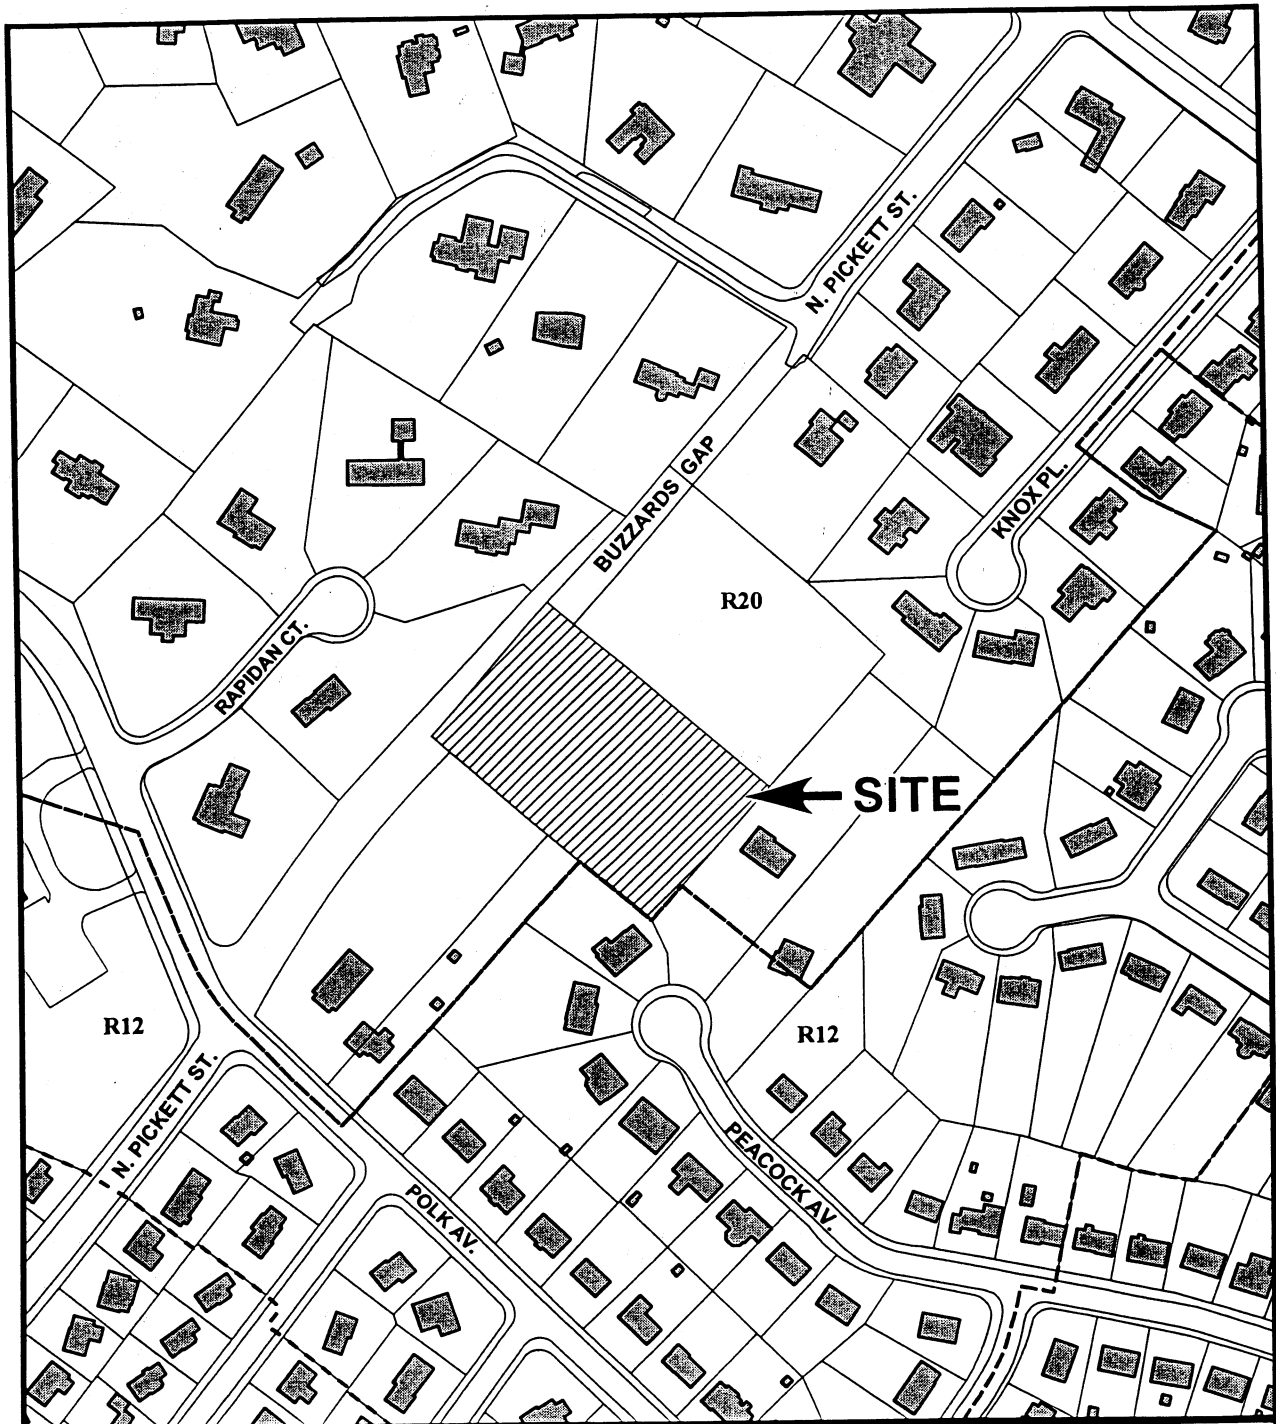 N. PICKETT ST.
BUZZARDS GAP
KNOX PL.
R20
RAPIDAN CT.
SITE
R12
R12
N. PICKETT ST.
PEACOCK AV.
POLK AV.